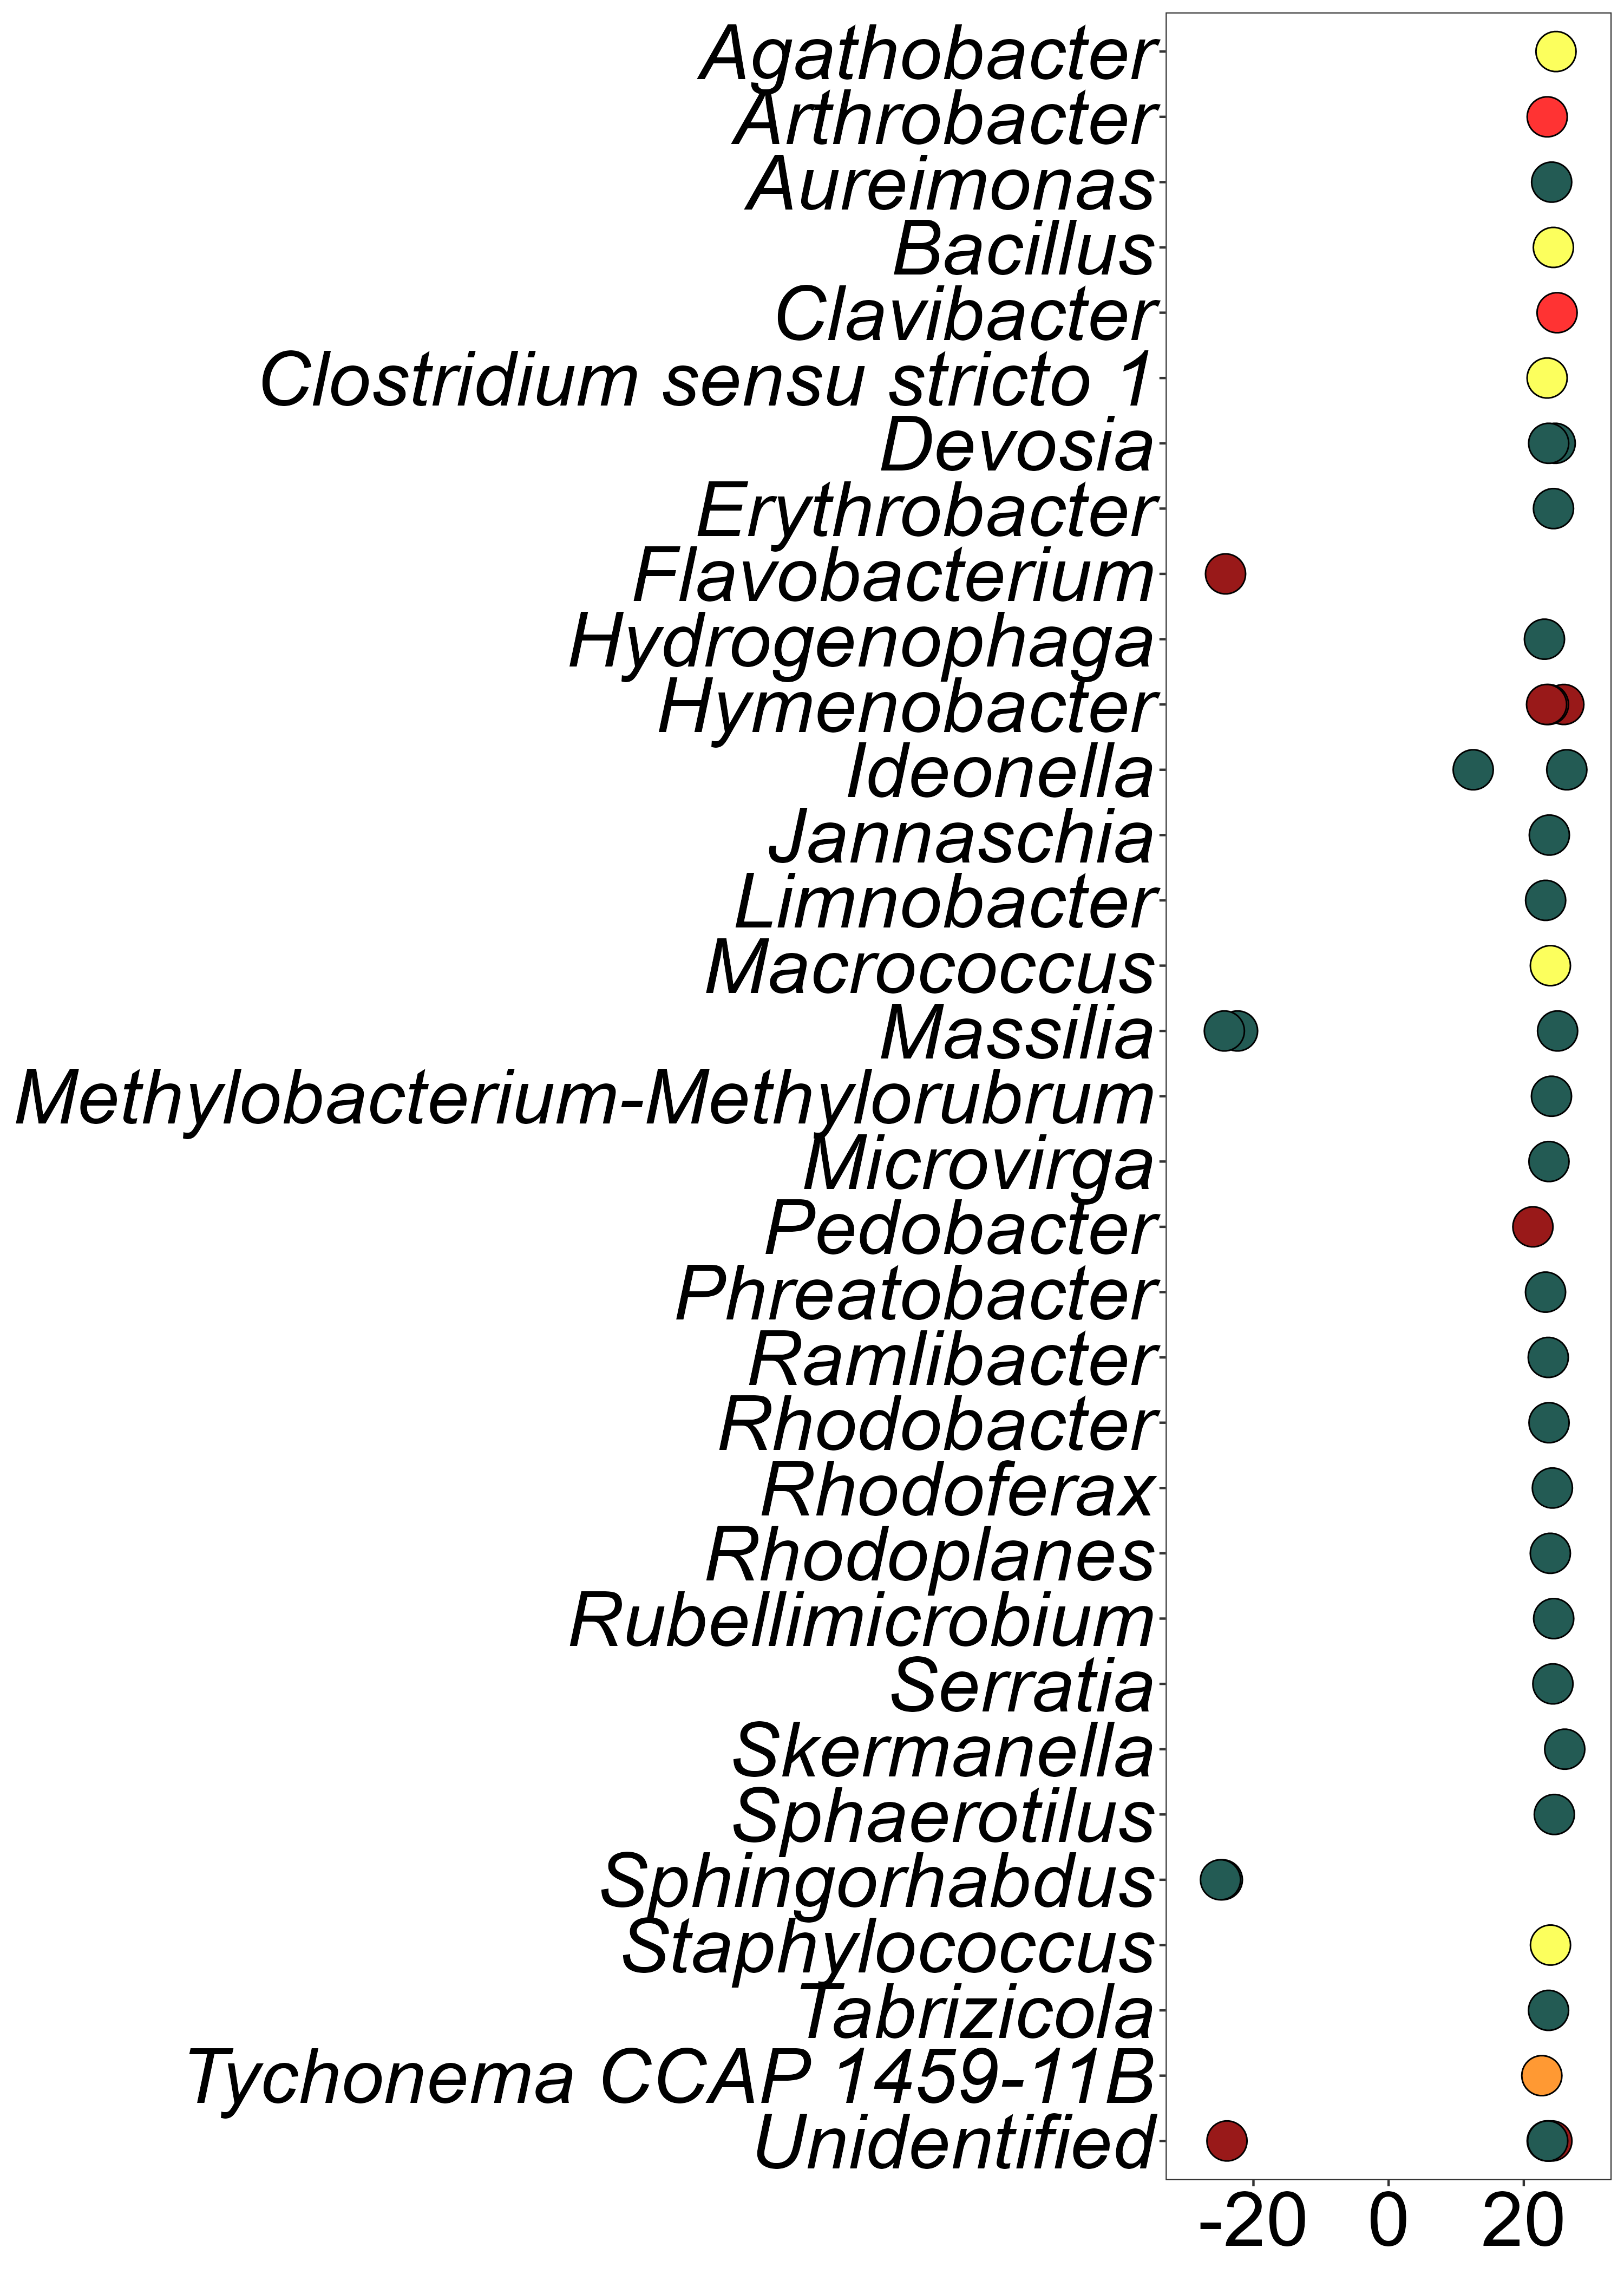 Agathobacter
Arthrobacter
Aureimonas
Bacillus
Clavibacter
Clostridium sensu stricto 1
Devosia
Erythrobacter
Flavobacterium
Hydrogenophaga
Hymenobacter
Ideonella
Jannaschia
Limnobacter
Macrococcus
Massilia
Methylobacterium-Methylorubrum
Microvirga
Pedobacter
Phreatobacter
Ramlibacter
Rhodobacter
Rhodoferax
Rhodoplanes
Rubellimicrobium
Serratia
Skermanella
Sphaerotilus
Sphingorhabdus
Staphylococcus
Tabrizicola
Tychonema CCAP 1459-11B
Unidentified
-20 0 20